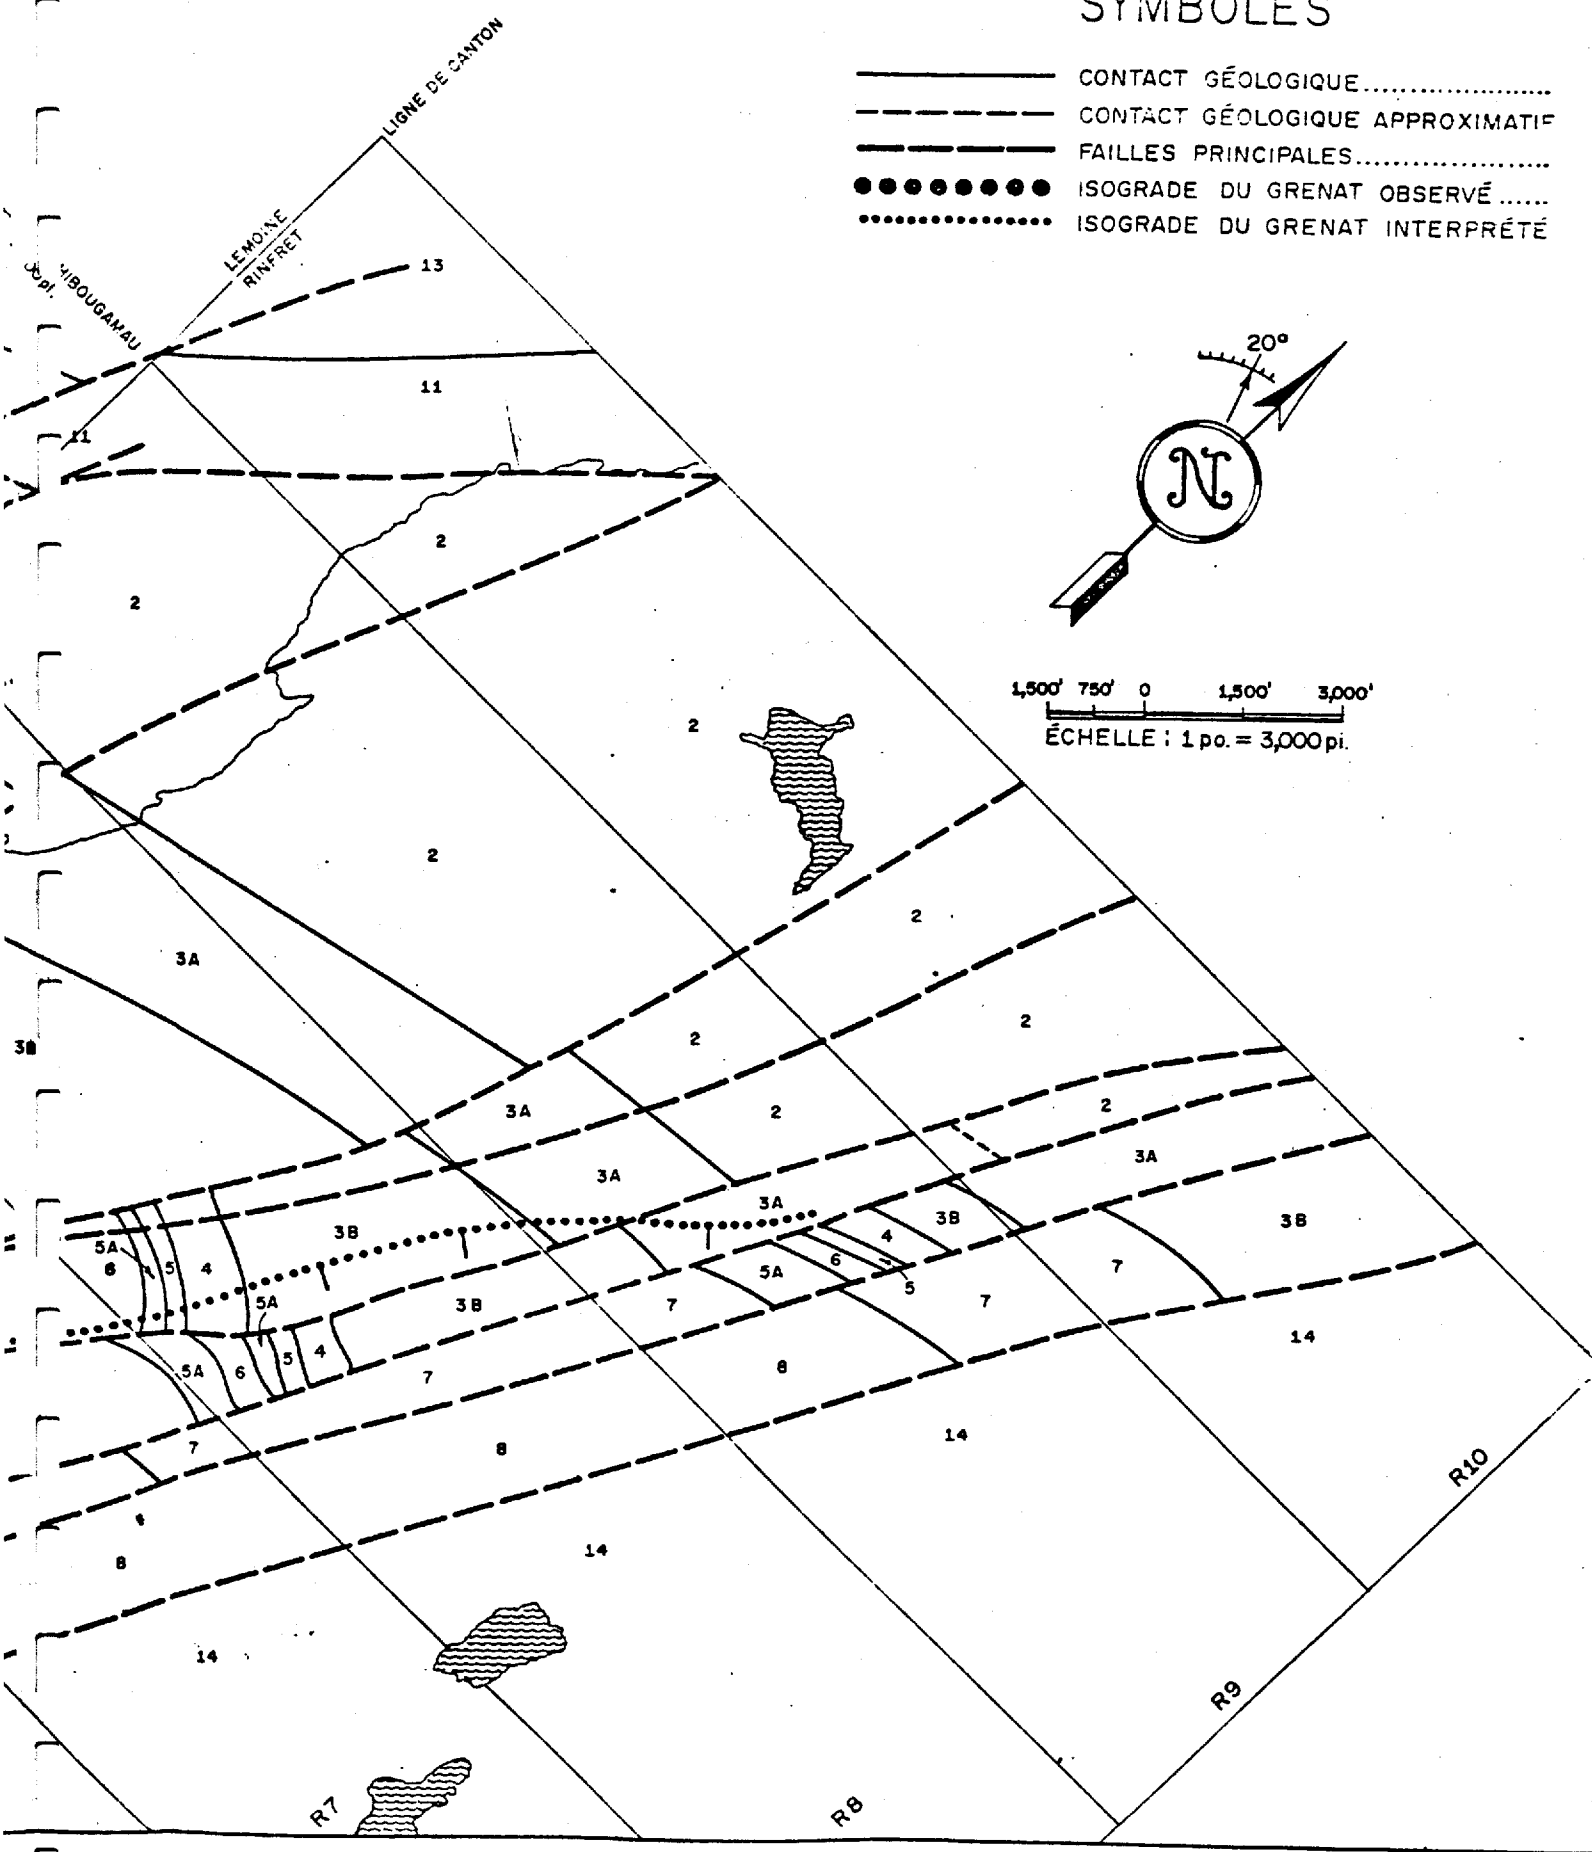 SYMBOLES
CONTACT GÉOLOGIQUE......................
CONTACT GÉOLOGIQUE APPROXIMATIF
FAILLES PRINCIPALES.....................
ISOGRADE DU GRENAT OBSERVÉ......
ISOGRADE DU GRENAT INTERPRÉTÉ
LIGNE DE CANTON
LEMOINE
RINFRET
HIBOUGAMAU
13
20°
11
11
N
2
2
1,500' 750' 0 1,500' 3,000'
ÉCHELLE : 1 po. = 3,000 pi.
2
2
2
3A
2
2
3A
2
2
3A
3A
3A
3B
3B
3B
5A
6
5
4
4
5A
6
5
7
5A
3B
7
7
14
5A
6
5
4
7
8
7
8
14
R10
8
14
14
R9
R7
R8